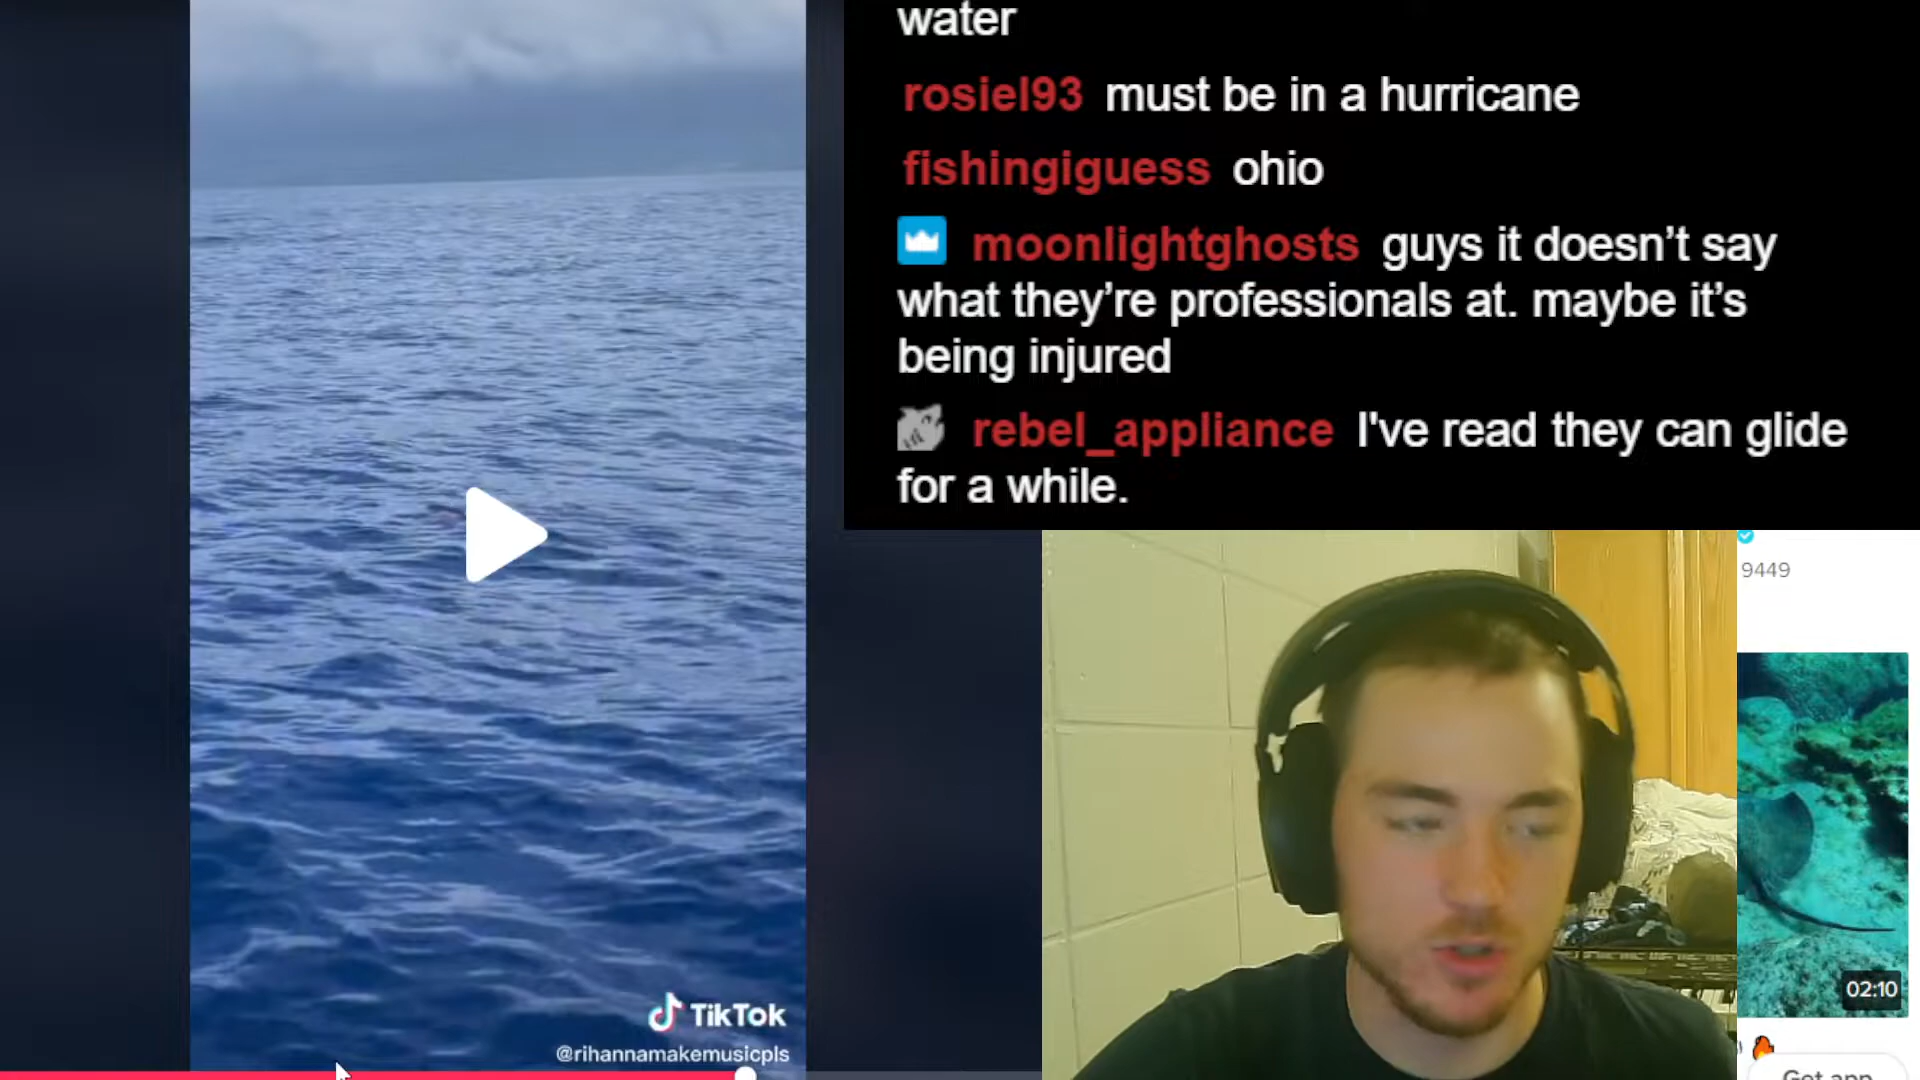 water
rosiel93 must be in a hurricane
fishingiguess ohio
moonlightghosts guys it doesn’t say
what they’re professionals at. maybe it’s
being injured
rebel_appliance I've read they can glide
for a while.
9449
02:10
TikTok
@rihannamakemusicpls
Get app